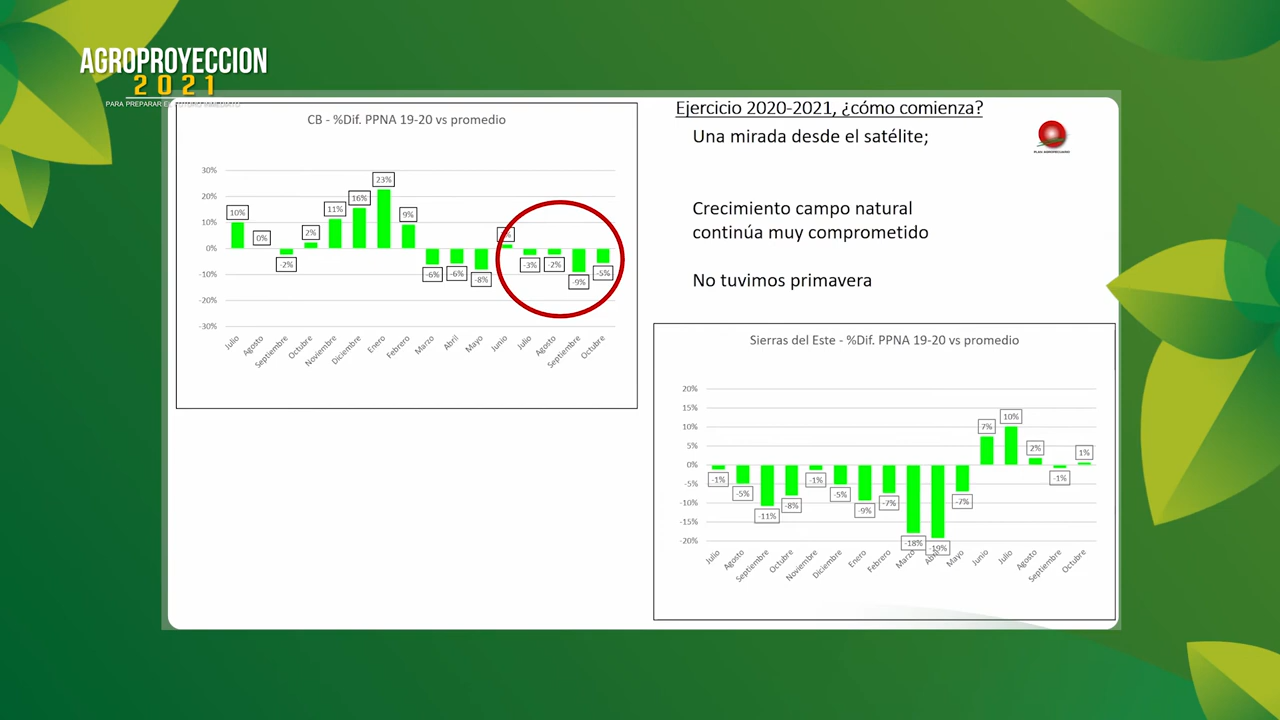 AGROPROYECCION
2021
CB - %Dif. PPNA 19-20 vs promedio
30%
20%
10%
0%
-10%
-20%
-30%
10%
0%
-2%
2%
11%
16%
23%
9%
-6%
-6%
-8%
-3%
-2%
-9%
-5%
Julio
Agosto
Septiembre
Octubre
Noviembre
Diciembre
Enero
Febrero
Marzo
Abril
Mayo
Junio
Julio
Agosto
Septiembre
Octubre
Ejercicio 2020-2021, ¿cómo comienza?
Una mirada desde el satélite;
PLAN AGROPECUARIO
Crecimiento campo natural
continúa muy comprometido
No tuvimos primavera
Sierras del Este - %Dif. PPNA 19-20 vs promedio
20%
15%
10%
5%
0%
-5%
-10%
-15%
-20%
-1%
-5%
-11%
-8%
-1%
-5%
-9%
-7%
-18%
-19%
-7%
7%
10%
2%
-1%
1%
Julio
Agosto
Septiembre
Octubre
Noviembre
Diciembre
Enero
Febrero
Marzo
Abril
Mayo
Junio
Julio
Agosto
Septiembre
Octubre